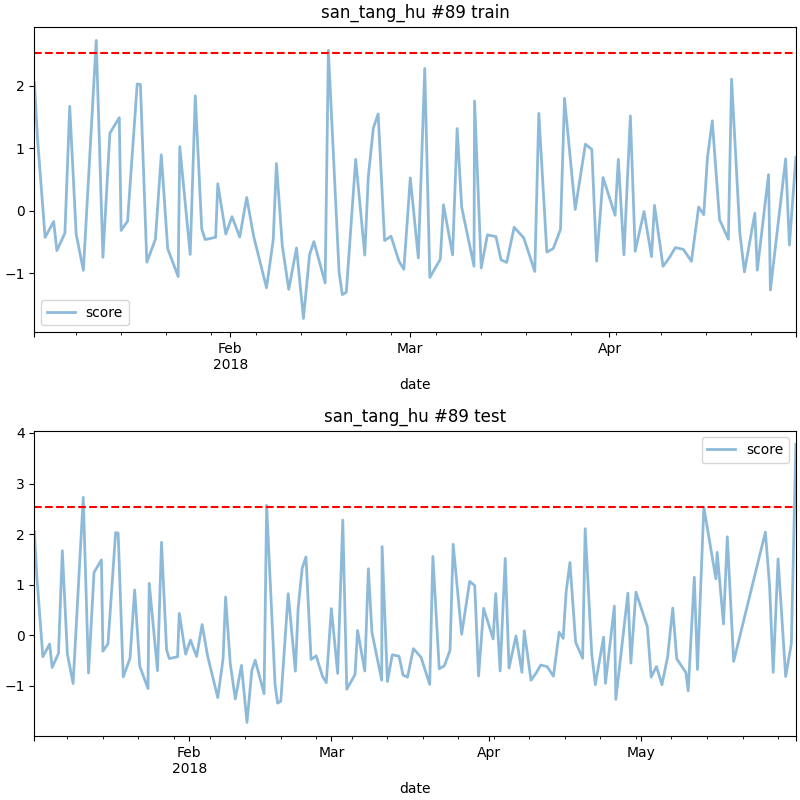 san_tang_hu #89 train
2
1
0
−1
score
Feb
2018
Mar
Apr
date
san_tang_hu #89 test
4
3
2
1
0
−1
score
Feb
2018
Mar
Apr
May
date